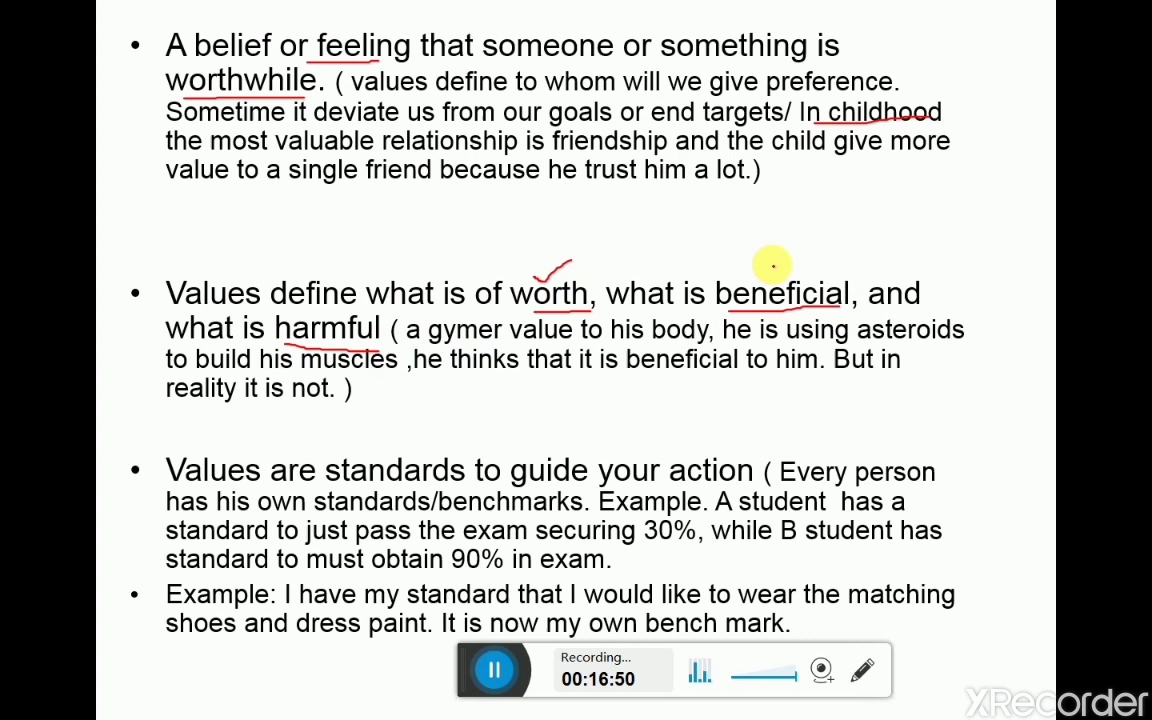 • A belief or feeling that someone or something is
worthwhile. ( values define to whom will we give preference.
Sometime it deviate us from our goals or end targets/ In childhood
the most valuable relationship is friendship and the child give more
value to a single friend because he trust him a lot.)
• Values define what is of worth, what is beneficial, and
what is harmful ( a gymer value to his body, he is using asteroids
to build his muscles ,he thinks that it is beneficial to him. But in
reality it is not. )
• Values are standards to guide your action ( Every person
has his own standards/benchmarks. Example. A student has a
standard to just pass the exam securing 30%, while B student has
standard to must obtain 90% in exam.
• Example: I have my standard that I would like to wear the matching
shoes and dress paint. It is now my own bench mark.
Recording...
00:16:50
XRecorder